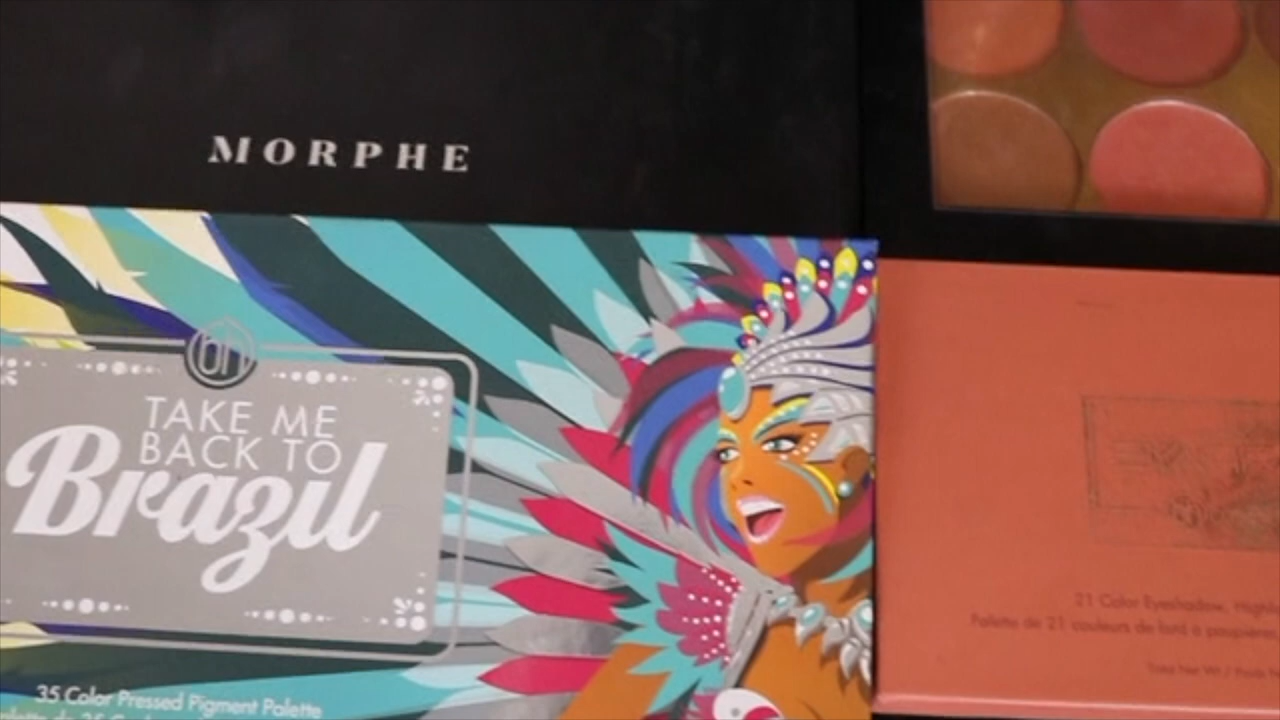 MORPHE
bh
TAKE ME
BACK TO
Brazil
35 Color Pressed Pigment Palette
21 Color Eyeshadow,
Palette de 21 couleurs de fard à paupières